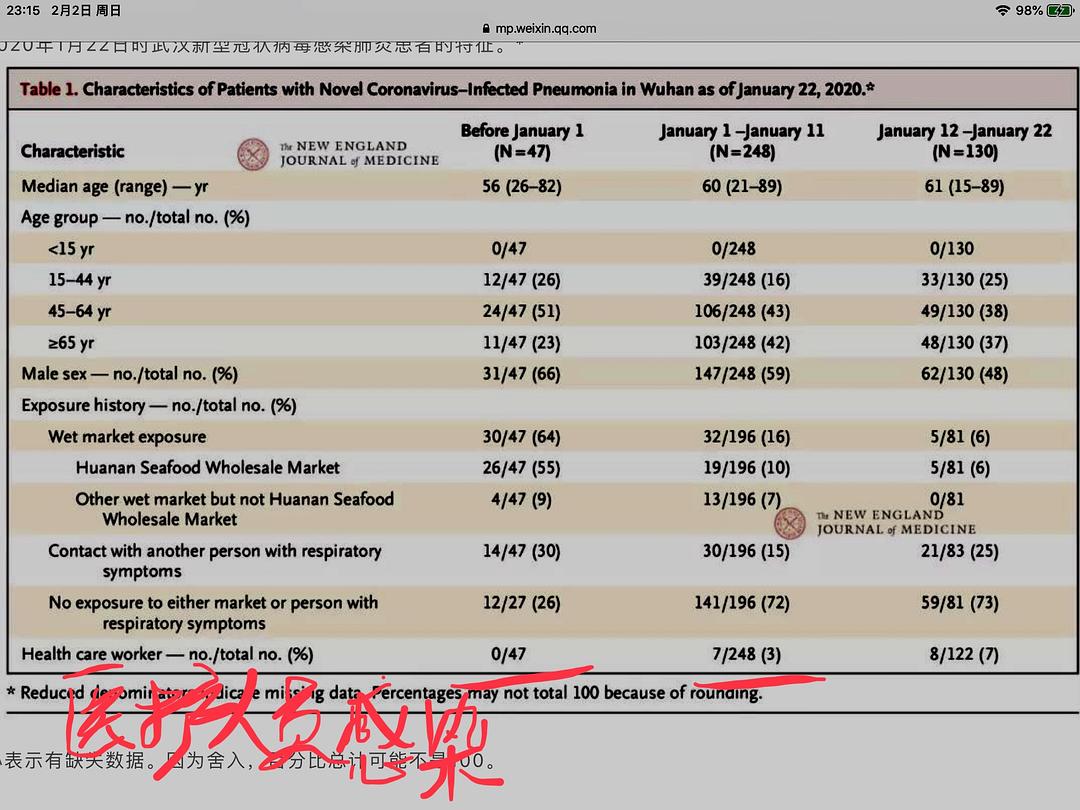 23:15 2月2日 周日
98%
mp.weixin.qq.com
020年1月22日时武汉新型冠状病毒感染肺炎患者的特征。*
Table 1. Characteristics of Patients with Novel Coronavirus–Infected Pneumonia in Wuhan as of January 22, 2020.*
Characteristic
The NEW ENGLAND
JOURNAL of MEDICINE
Before January 1
(N=47)
January 1 –January 11
(N=248)
January 12 –January 22
(N=130)
Median age (range) — yr 56 (26–82) 60 (21–89) 61 (15–89)
Age group — no./total no. (%)
<15 yr 0/47 0/248 0/130
15–44 yr 12/47 (26) 39/248 (16) 33/130 (25)
45–64 yr 24/47 (51) 106/248 (43) 49/130 (38)
≥65 yr 11/47 (23) 103/248 (42) 48/130 (37)
Male sex — no./total no. (%) 31/47 (66) 147/248 (59) 62/130 (48)
Exposure history — no./total no. (%)
Wet market exposure 30/47 (64) 32/196 (16) 5/81 (6)
Huanan Seafood Wholesale Market 26/47 (55) 19/196 (10) 5/81 (6)
Other wet market but not Huanan Seafood 4/47 (9) 13/196 (7) 0/81
Wholesale Market
The NEW ENGLAND
JOURNAL of MEDICINE
Contact with another person with respiratory 14/47 (30) 30/196 (15) 21/83 (25)
symptoms
No exposure to either market or person with 12/27 (26) 141/196 (72) 59/81 (73)
respiratory symptoms
Health care worker — no./total no. (%) 0/47 7/248 (3) 8/122 (7)
* Reduced denominators indicate missing data. Percentages may not total 100 because of rounding.
医护人员感染
表示有缺失数据。因为舍入，百分比总计可能不是100。